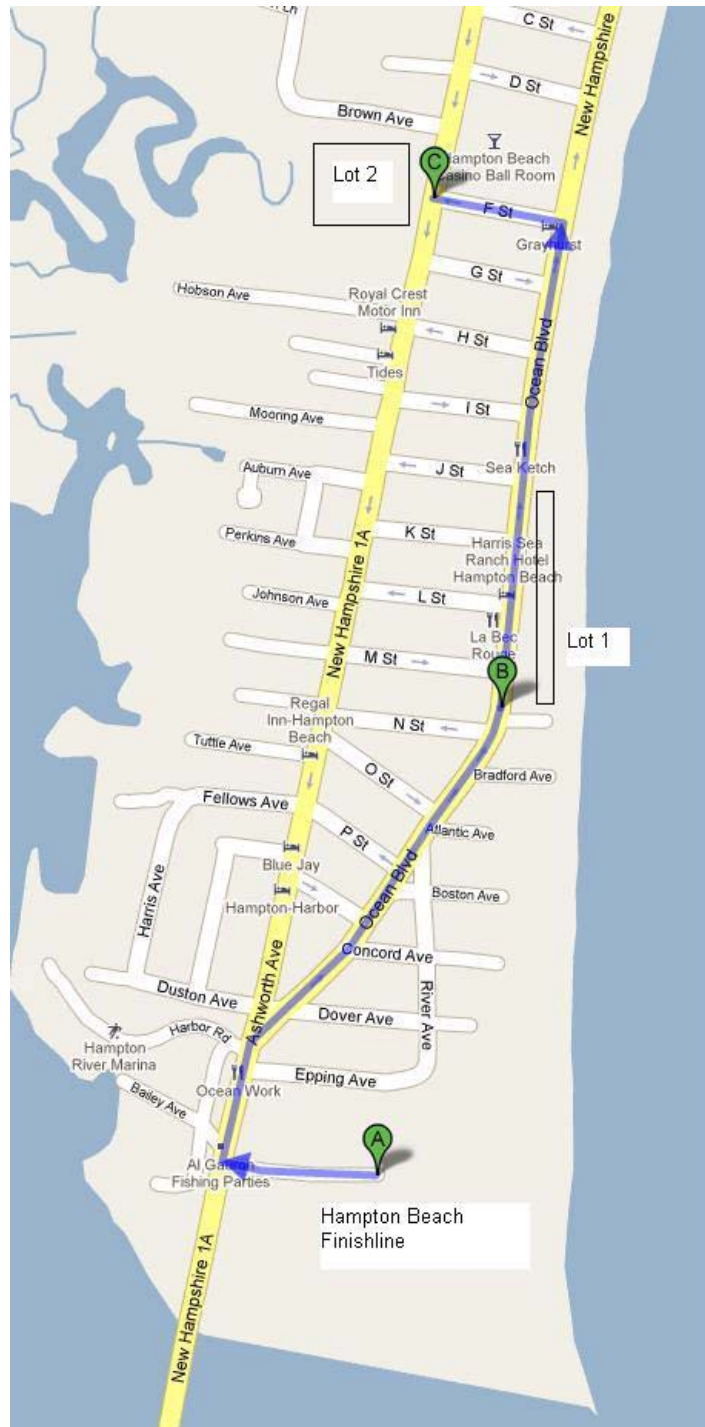 C St
D St
New Hampshire
Brown Ave
C
Hampton Beach
Casino Ball Room
Lot 2
F St
Grayhurst
G St
Hobson Ave
Royal Crest
Motor Inn
H St
Tides
Ocean Blvd
I St
Mooring Ave
J St
Sea Ketch
Auburn Ave
K St
Perkins Ave
Harris Sea
Ranch Hotel
Hampton Beach
New Hampshire 1A
L St
Johnson Ave
La Bec
Rouge
Lot 1
M St
B
Regal
Inn-Hampton
Beach
N St
Tuttle Ave
O St
Bradford Ave
Fellows Ave
P St
Atlantic Ave
Blue Jay
Harris Ave
Hampton-Harbor
Ocean Blvd
Boston Ave
Concord Ave
Ashworth Ave
Duston Ave
Dover Ave
River Ave
Harbor Rd
Hampton
River Marina
Ocean Work
Epping Ave
Bailey Ave
A
Al Gauron
Fishing Parties
Hampton Beach
Finishline
New Hampshire 1A